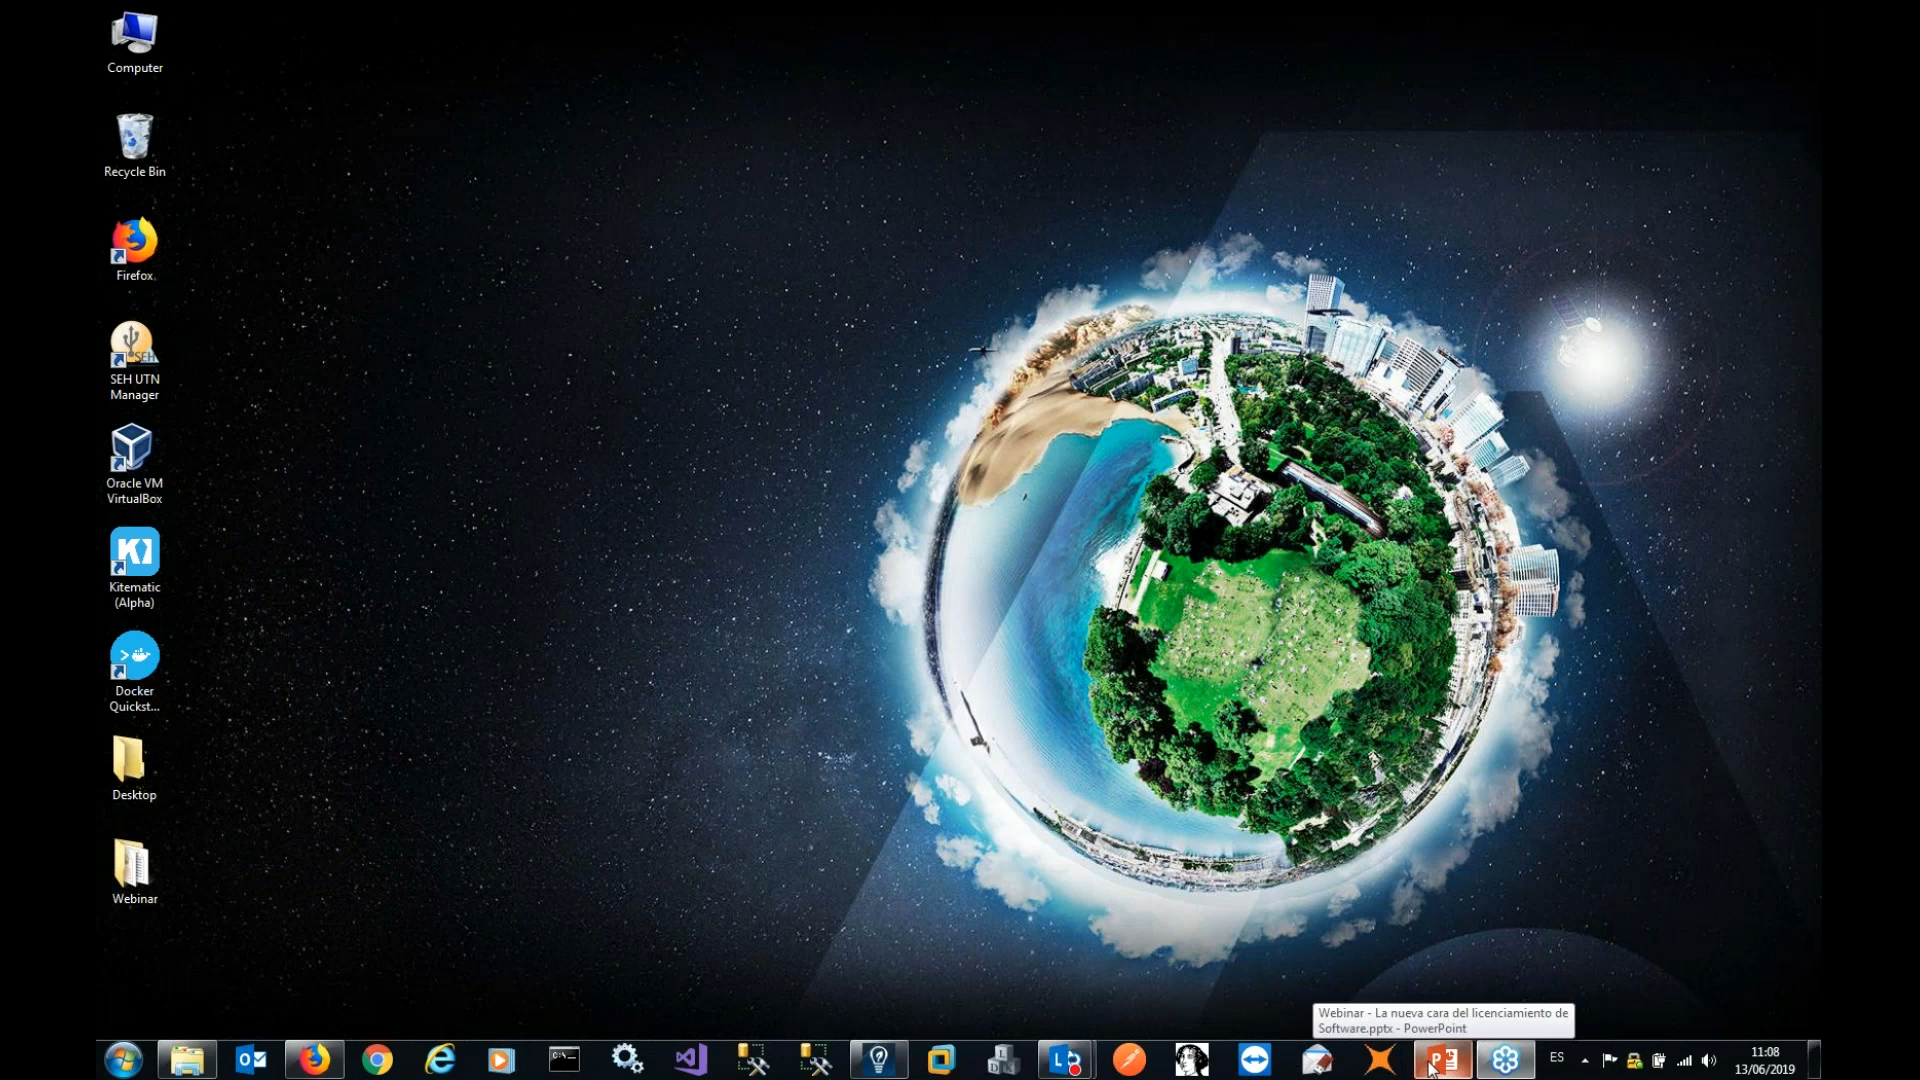 Computer
Recycle Bin
Firefox
SEH
SEH UTN
Manager
Oracle VM
VirtualBox
Kitematic
(Alpha)
Docker
Quickst...
Desktop
Webinar
Webinar - La nueva cara del licenciamiento de
Software.pptx - PowerPoint
ES
11:08
13/06/2019